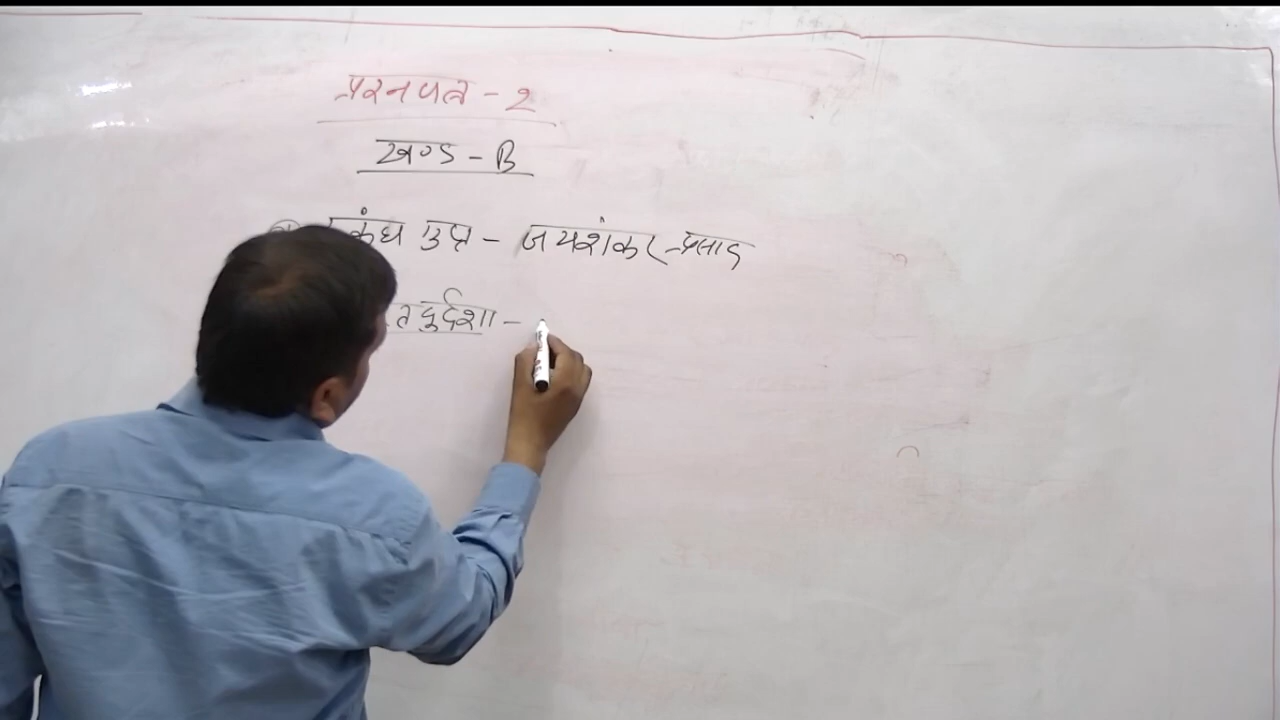 प्रश्नपत्र - 2
खण्ड - B
स्कंध गुप्त - जयशंकर प्रसाद
त दुर्दशा -